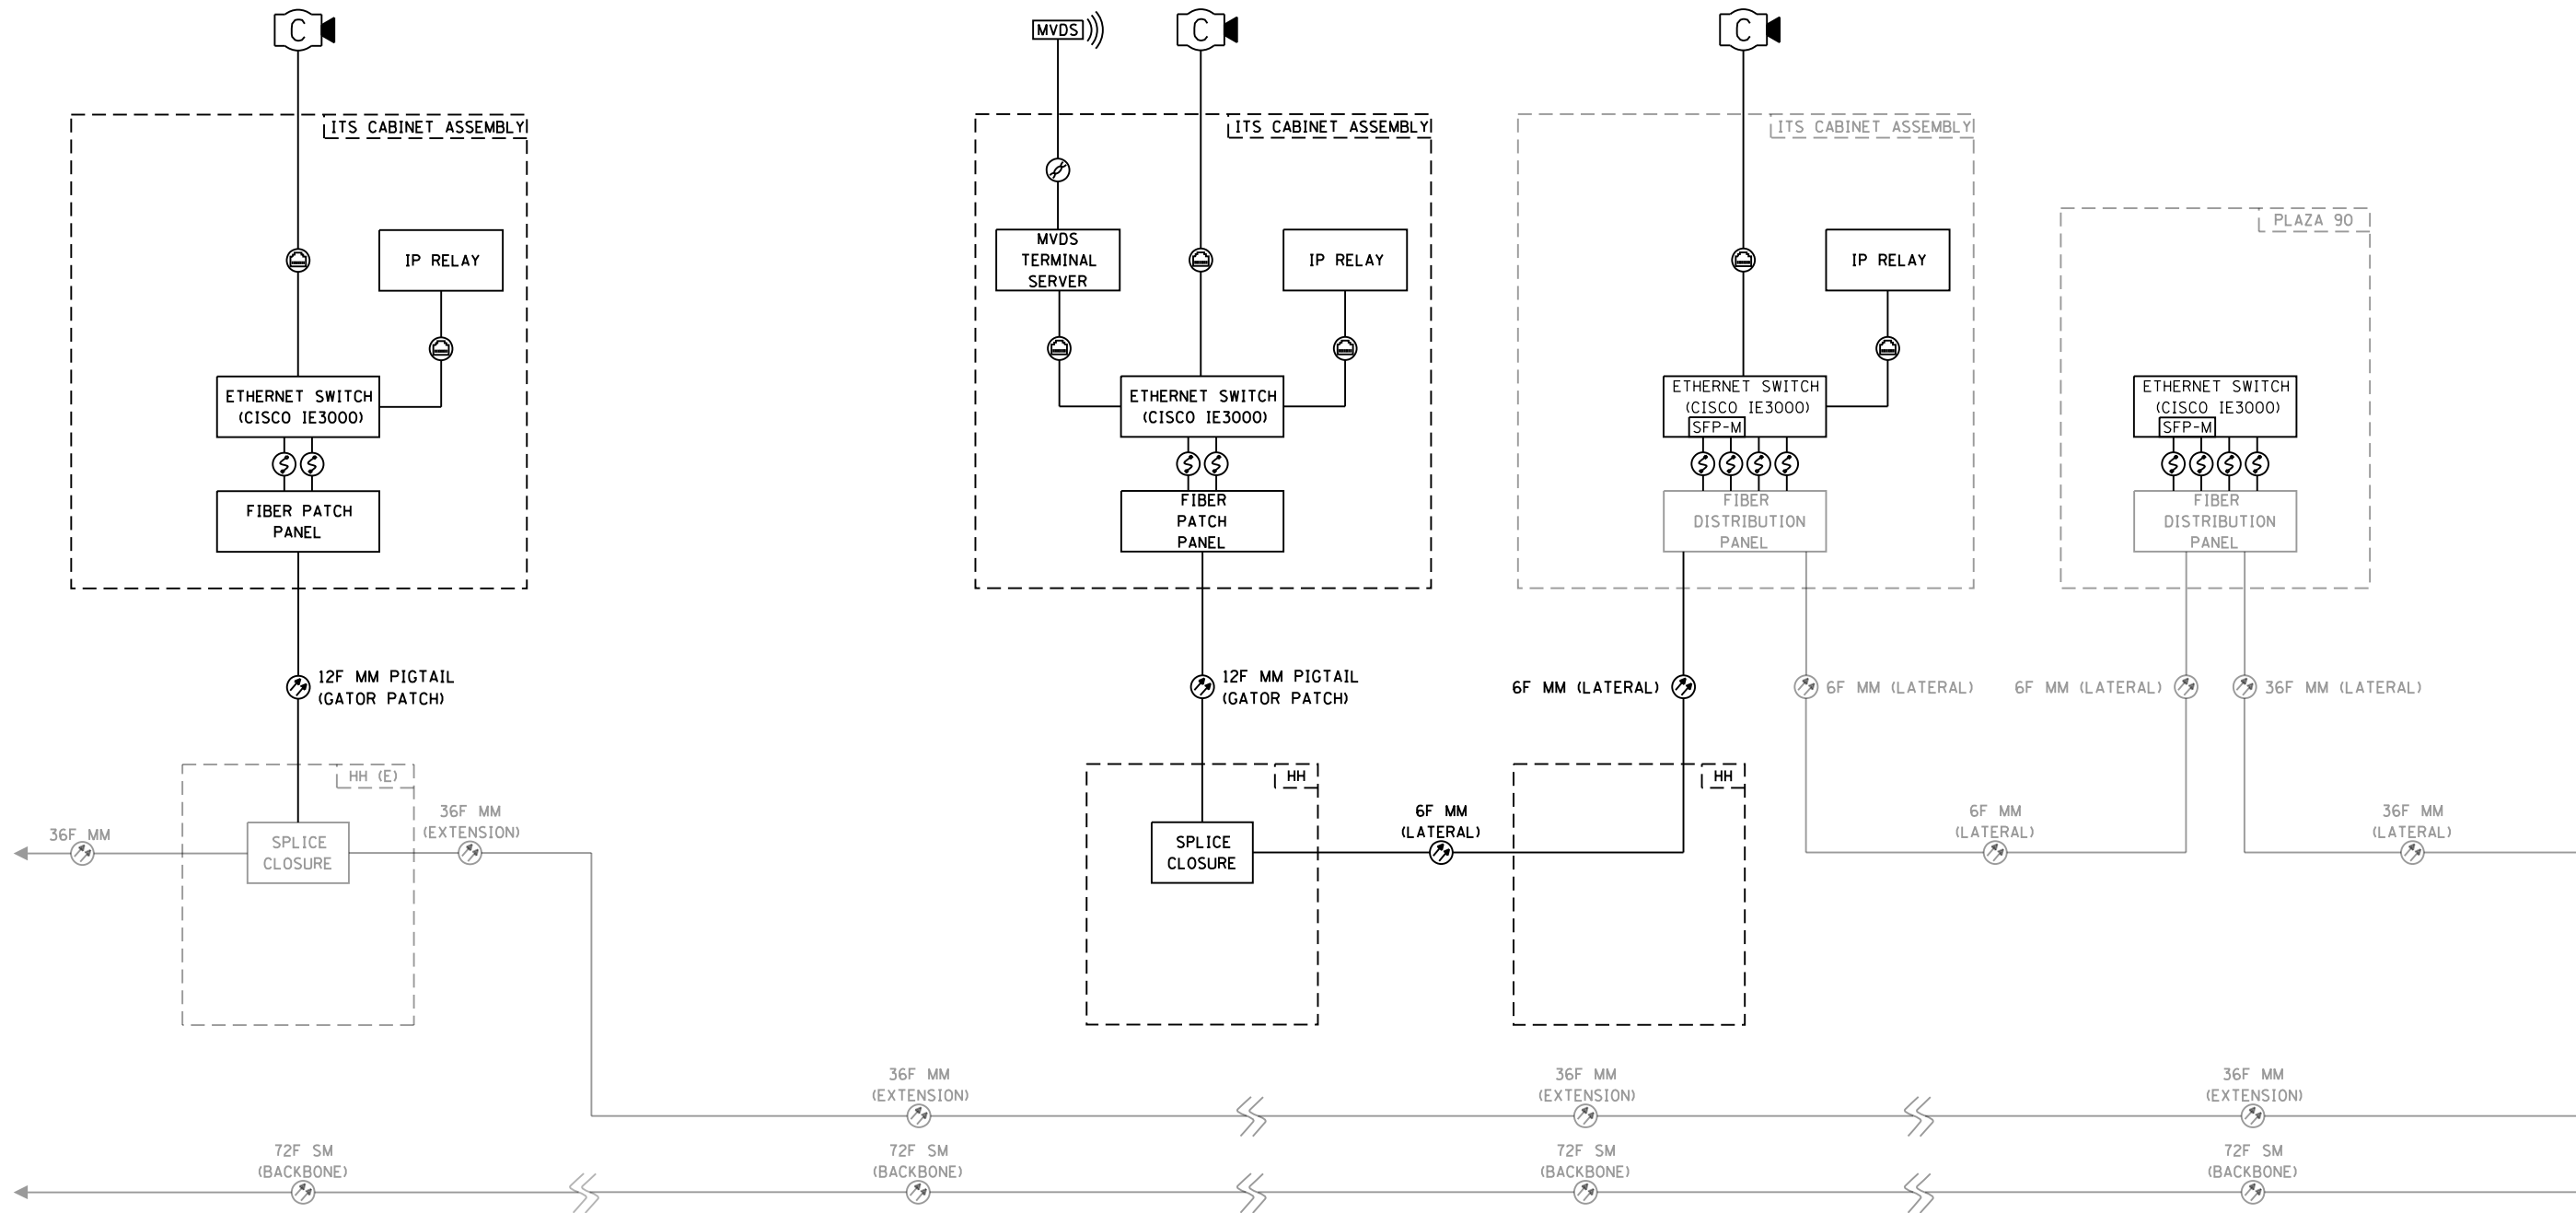 C
MVDS
C
C
ITS CABINET ASSEMBLY
ITS CABINET ASSEMBLY
ITS CABINET ASSEMBLY
PLAZA 90
IP RELAY
MVDS
TERMINAL
SERVER
IP RELAY
IP RELAY
ETHERNET SWITCH
(CISCO IE3000)
ETHERNET SWITCH
(CISCO IE3000)
ETHERNET SWITCH
(CISCO IE3000)
SFP-M
ETHERNET SWITCH
(CISCO IE3000)
SFP-M
FIBER PATCH
PANEL
FIBER
PATCH
PANEL
FIBER
DISTRIBUTION
PANEL
FIBER
DISTRIBUTION
PANEL
12F MM PIGTAIL
(GATOR PATCH)
12F MM PIGTAIL
(GATOR PATCH)
6F MM (LATERAL)
6F MM (LATERAL)
6F MM (LATERAL)
36F MM (LATERAL)
HH (E)
HH
HH
36F MM
SPLICE
CLOSURE
36F MM
(EXTENSION)
SPLICE
CLOSURE
6F MM
(LATERAL)
6F MM
(LATERAL)
36F MM
(LATERAL)
36F MM
(EXTENSION)
36F MM
(EXTENSION)
36F MM
(EXTENSION)
72F SM
(BACKBONE)
72F SM
(BACKBONE)
72F SM
(BACKBONE)
72F SM
(BACKBONE)